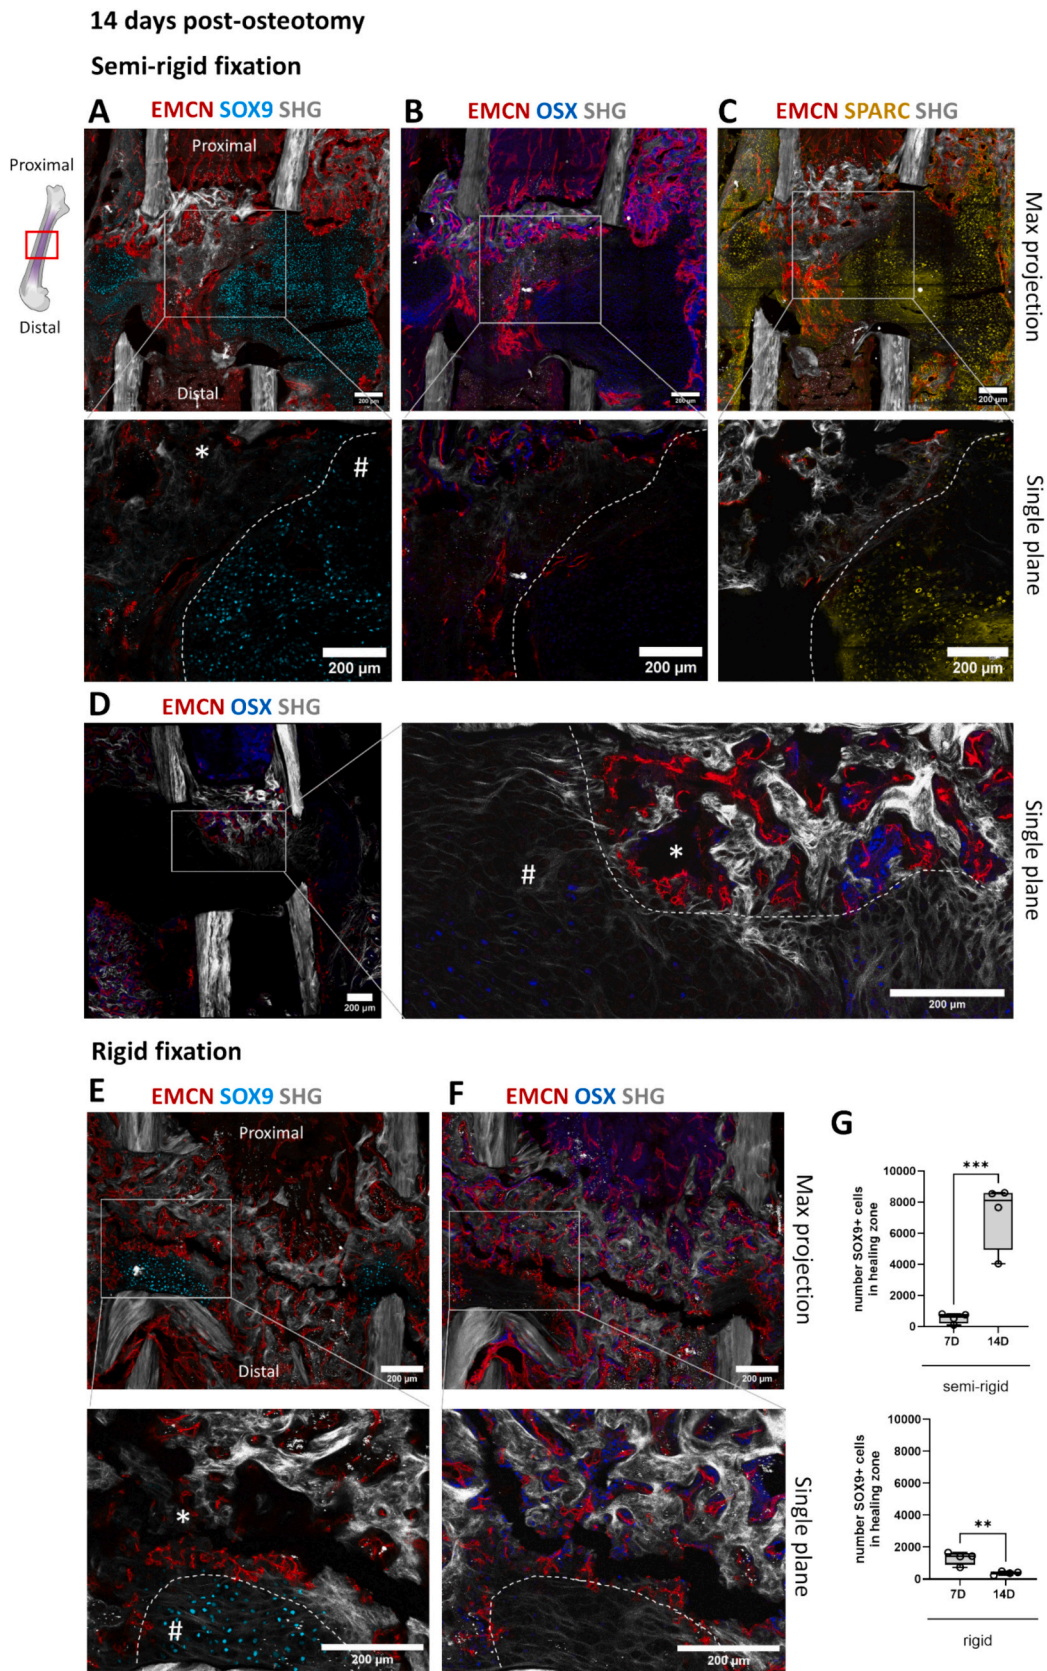 14 days post-osteotomy
Semi-rigid fixation
A
EMCN SOX9 SHG
B
EMCN OSX SHG
C
EMCN SPARC SHG
Proximal
Distal
Proximal
Distal
200 µm
200 µm
200 µm
Max projection
*
*
#
200 µm
200 µm
200 µm
Single plane
D
EMCN OSX SHG
200 µm
#
*
200 µm
Single plane
Rigid fixation
E
EMCN SOX9 SHG
F
EMCN OSX SHG
G
Proximal
Distal
200 µm
200 µm
Max projection
*
#
200 µm
200 µm
Single plane
number SOX9+ cells
in healing zone
10000
8000
6000
4000
2000
0
***
7D 14D
semi-rigid
number SOX9+ cells
in healing zone
10000
8000
6000
4000
2000
0
**
7D 14D
rigid